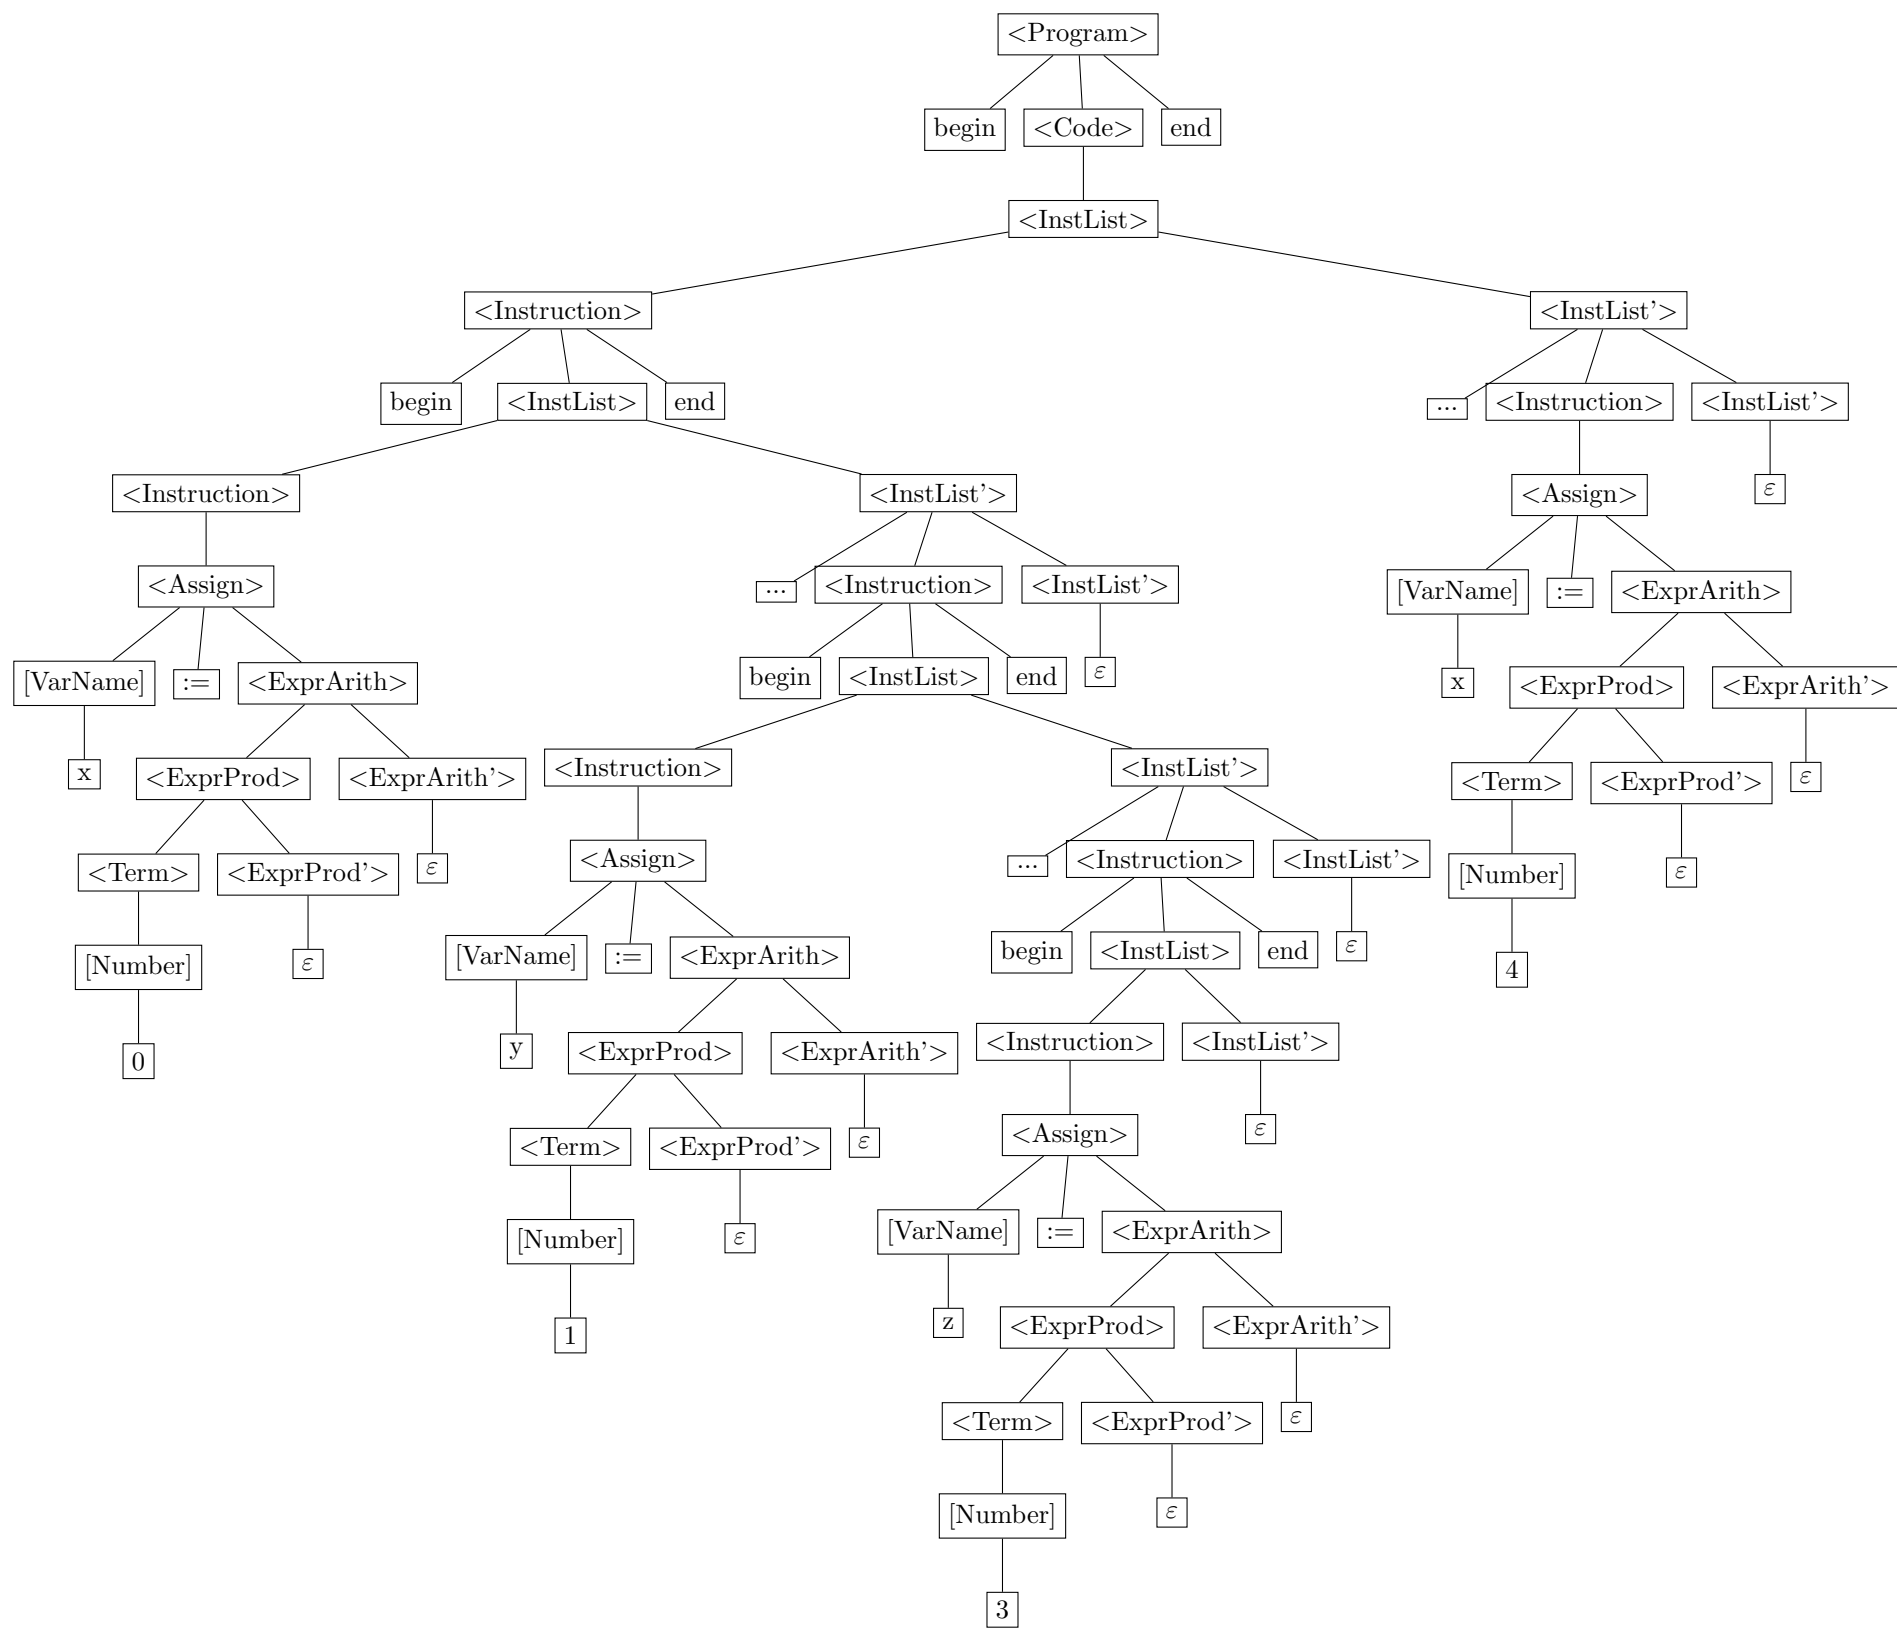 <Program>
begin <Code> end
<InstList>
<Instruction> <InstList'>
begin <InstList> end ... <Instruction> <InstList'>
<Instruction> <InstList'> <Assign> ε
<Assign> ... <Instruction> <InstList'> [VarName] := <ExprArith>
[VarName] := <ExprArith> begin <InstList> end ε x <ExprProd> <ExprArith'>
x <ExprProd> <ExprArith'> <Instruction> <InstList'> <Term> <ExprProd'> ε
<Term> <ExprProd'> ε <Assign> ... <Instruction> <InstList'> [Number] ε
[Number] ε [VarName] := <ExprArith> begin <InstList> end ε 4
0 y <ExprProd> <ExprArith'> <Instruction> <InstList'>
<Term> <ExprProd'> ε <Assign> ε
[Number] ε [VarName] := <ExprArith>
1 z <ExprProd> <ExprArith'>
<Term> <ExprProd'> ε
[Number] ε
3